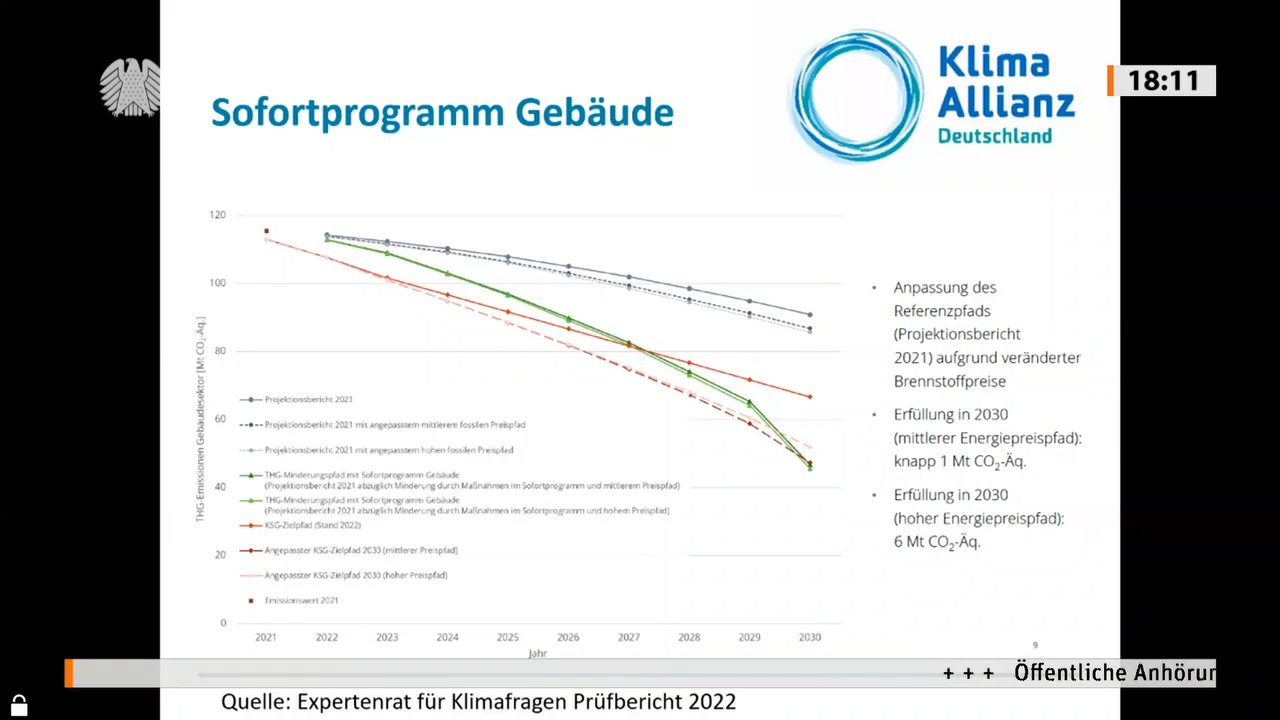 Klima
Allianz
Deutschland
18:11
Sofortprogramm Gebäude
120
100
80
60
40
20
0
THG-Emissionen Gebäudesektor [Mt CO₂-Äq.]
Projektionsbericht 2021
Projektionsbericht 2021 mit angepasstem mittlerem fossilen Preispfad
Projektionsbericht 2021 mit angepasstem hohen fossilen Preispfad
THG-Minderungspfad mit Sofortprogramm Gebäude
(Projektionsbericht 2021 abzüglich Minderung durch Maßnahmen im Sofortprogramm und mittlerem Preispfad)
THG-Minderungspfad mit Sofortprogramm Gebäude
(Projektionsbericht 2021 abzüglich Minderung durch Maßnahmen im Sofortprogramm und hohem Preispfad)
KSG-Zielpfad (Stand 2022)
Angepasster KSG-Zielpfad 2030 (mittlerer Preispfad)
Angepasster KSG-Zielpfad 2030 (hoher Preispfad)
Emissionswert 2021
2021 2022 2023 2024 2025 2026 2027 2028 2029 2030
Jahr
• Anpassung des
Referenzpfads
(Projektionsbericht
2021) aufgrund veränderter
Brennstoffpreise
• Erfüllung in 2030
(mittlerer Energiepreispfad):
knapp 1 Mt CO₂-Äq.
• Erfüllung in 2030
(hoher Energiepreispfad):
6 Mt CO₂-Äq.
9
+ + + Öffentliche Anhörun
Quelle: Expertenrat für Klimafragen Prüfbericht 2022